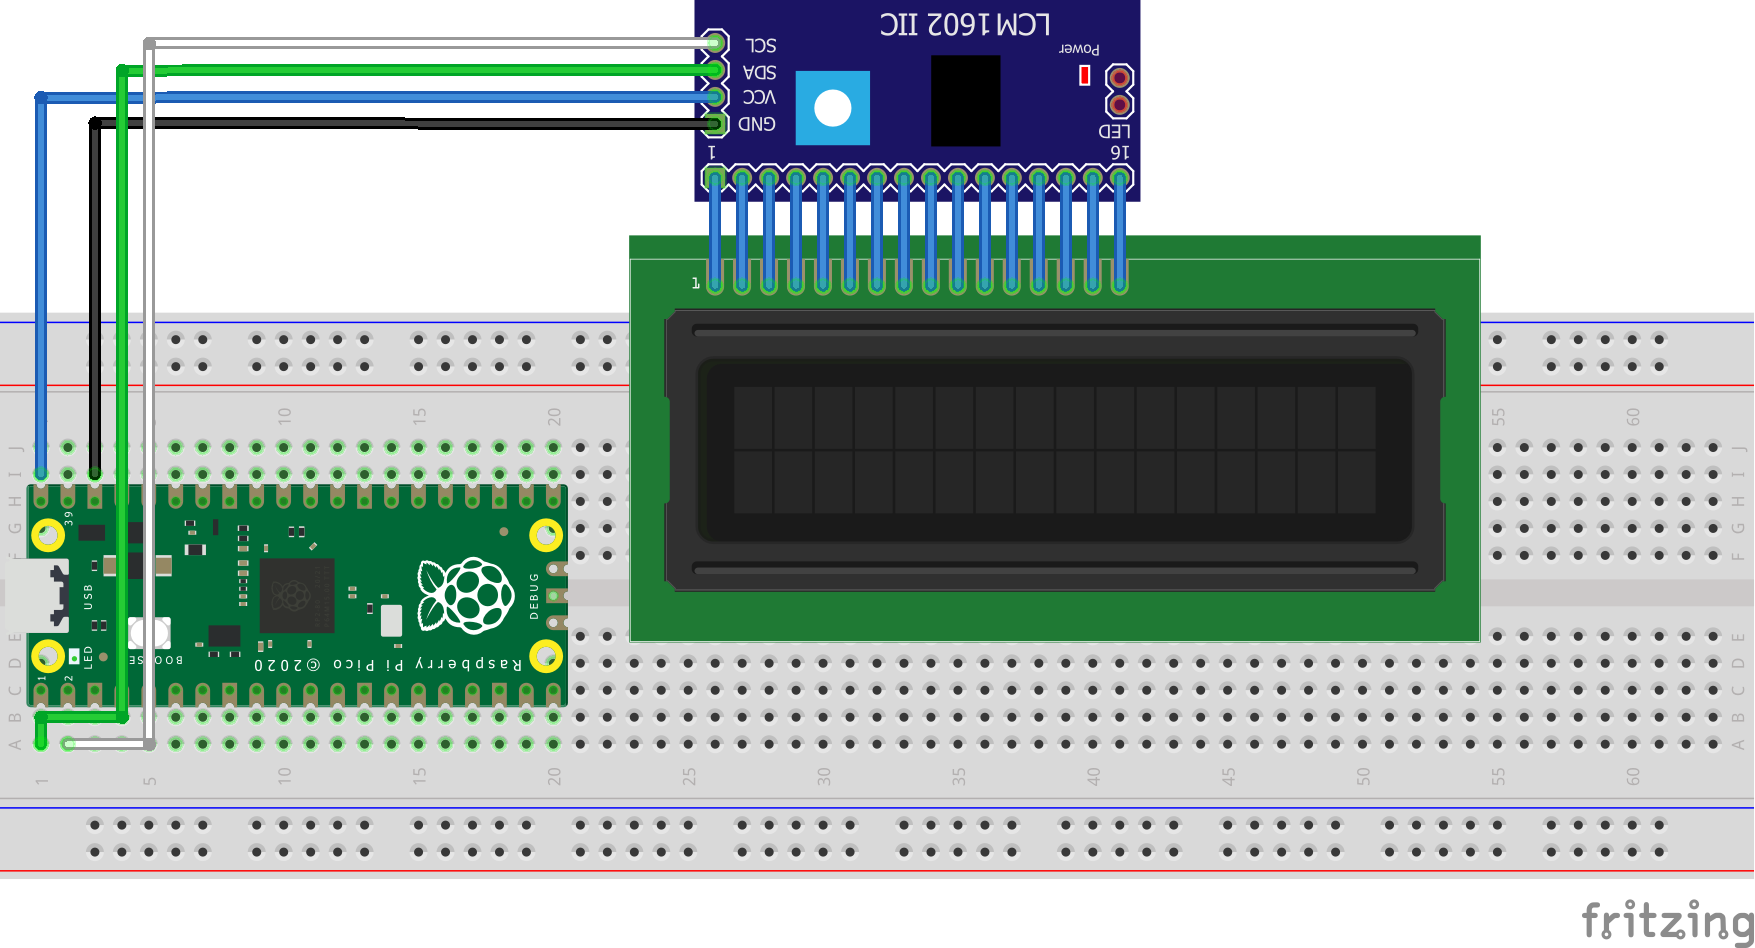 LCM 1602 IIC
SCL
SDA
VCC
GND
Power
LED
1
16
1
10
15
20
55
60
J
I
H
G
F
J
I
H
G
F
39
USB
DEBUG
LED
BOOTSE
1
2
Raspberry Pi Pico ©2020
E
D
C
B
A
E
D
C
B
A
1
5
10
15
20
25
30
35
40
45
50
55
60
fritzing